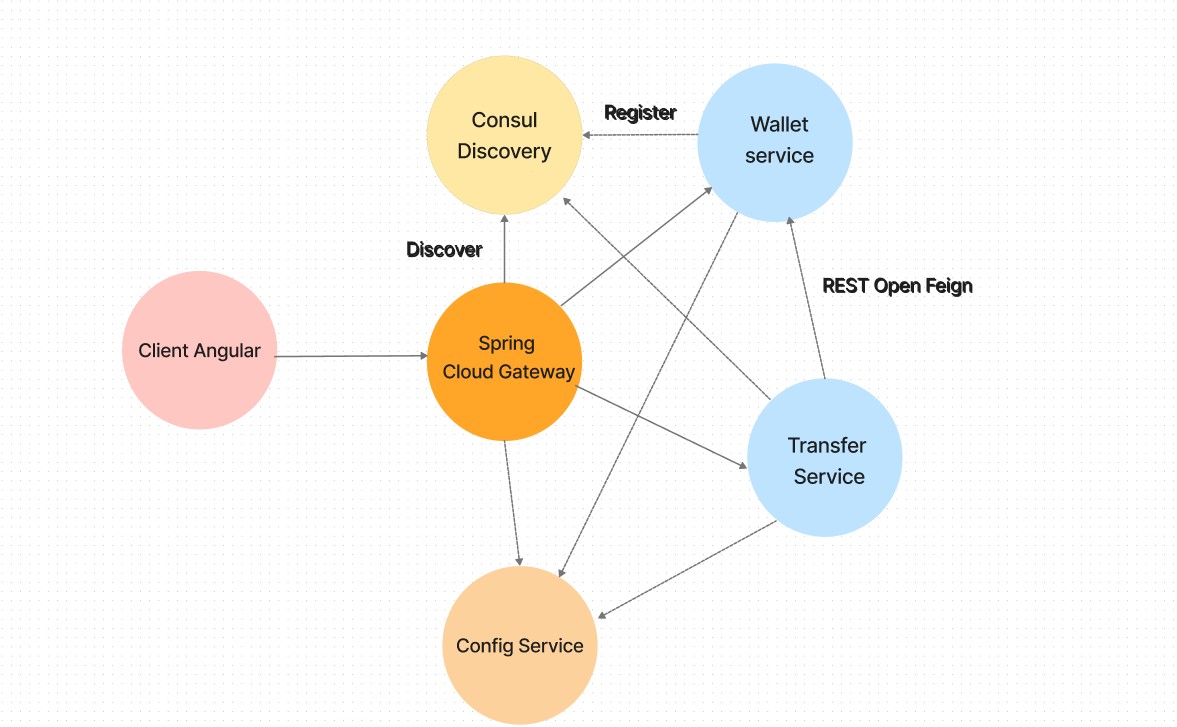 Consul
Discovery
Register
Wallet
service
Discover
REST Open Feign
Client Angular
Spring
Cloud Gateway
Transfer
Service
Config Service